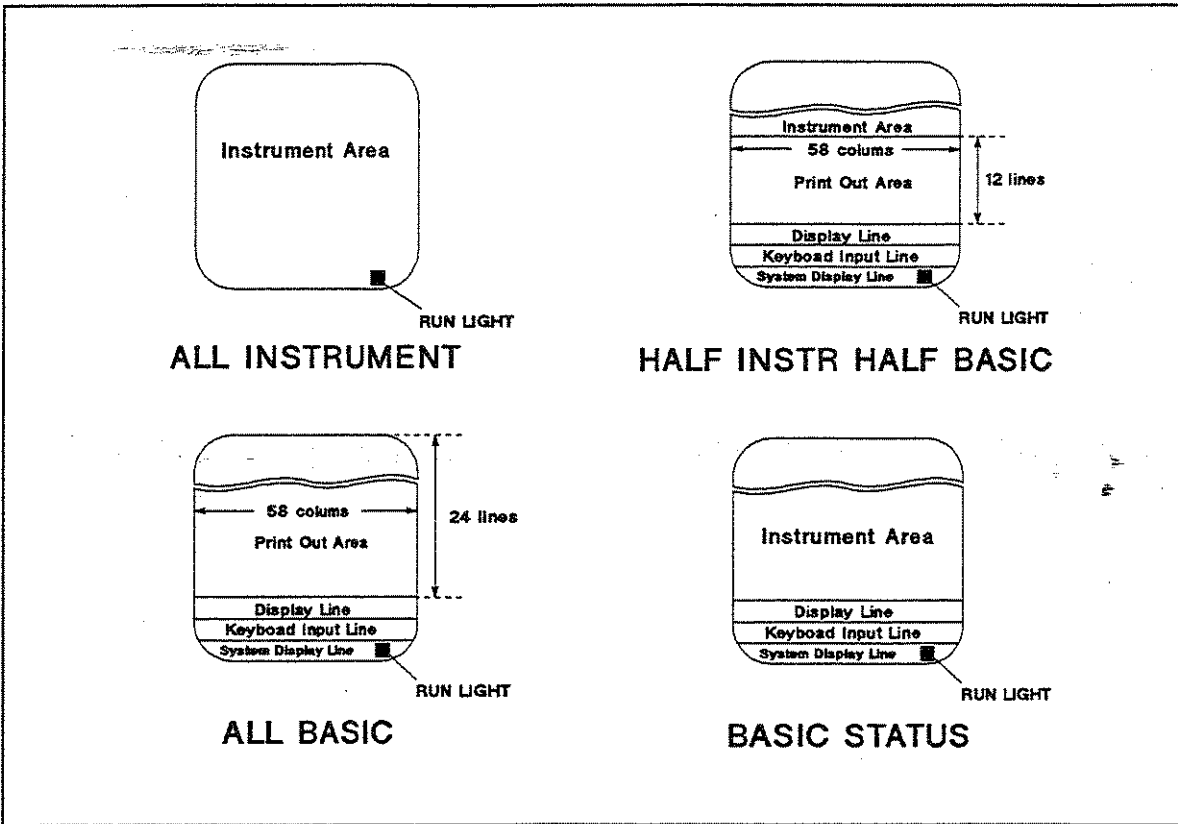 Instrument Area
RUN LIGHT
ALL INSTRUMENT
Instrument Area
58 colums
Print Out Area
12 lines
Display Line
Keyboad Input Line
System Display Line
RUN LIGHT
HALF INSTR HALF BASIC
58 colums
24 lines
Print Out Area
Display Line
Keyboad Input Line
System Display Line
RUN LIGHT
ALL BASIC
Instrument Area
Display Line
Keyboad Input Line
System Display Line
RUN LIGHT
BASIC STATUS